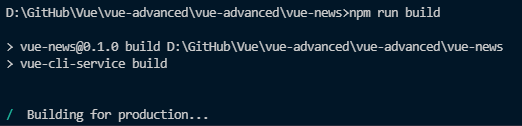 D:\GitHub\Vue\vue-advanced\vue-advanced\vue-news>npm run build
> vue-news@0.1.0 build D:\GitHub\Vue\vue-advanced\vue-advanced\vue-news
> vue-cli-service build
/ Building for production...